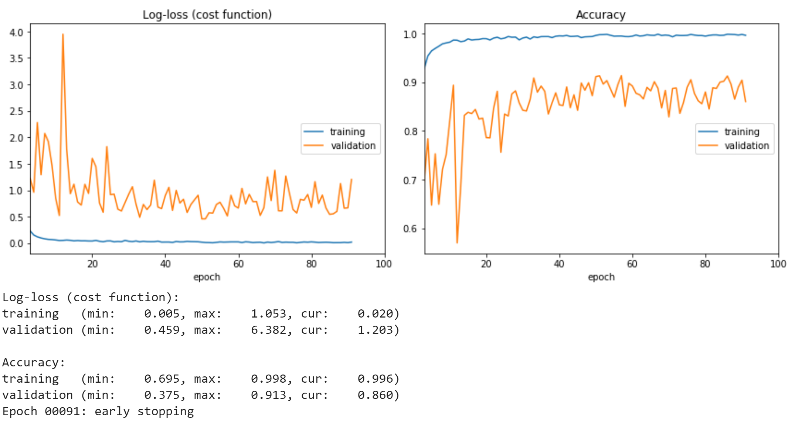 Log-loss (cost function)
4.0
3.5
3.0
2.5
2.0
1.5
1.0
0.5
0.0
training
validation
20
40
60
80
100
epoch
Accuracy
1.0
0.9
0.8
0.7
0.6
training
validation
20
40
60
80
100
epoch
Log-loss (cost function):
training (min: 0.005, max: 1.053, cur: 0.020)
validation (min: 0.459, max: 6.382, cur: 1.203)
Accuracy:
training (min: 0.695, max: 0.998, cur: 0.996)
validation (min: 0.375, max: 0.913, cur: 0.860)
Epoch 00091: early stopping